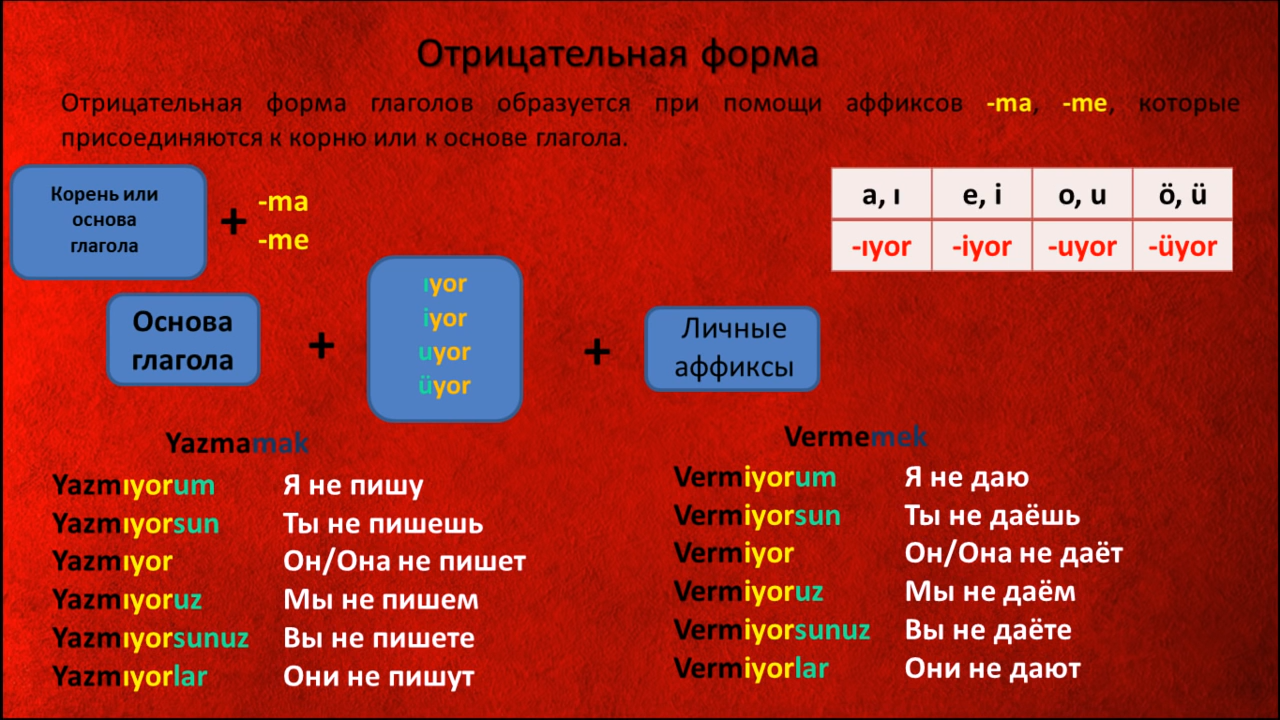 Отрицательная форма
Отрицательная форма глаголов образуется при помощи аффиксов -ma, -me, которые
присоединяются к корню или к основе глагола.
Корень или
основа
глагола
+
-ma
-me
a, ı e, i o, u ö, ü
-ıyor -iyor -uyor -üyor
Основа
глагола
+
ıyor
iyor
uyor
üyor
+
Личные
аффиксы
Yazmamak
Yazmıyorum Я не пишу
Yazmıyorsun Ты не пишешь
Yazmıyor Он/Она не пишет
Yazmıyoruz Мы не пишем
Yazmıyorsunuz Вы не пишете
Yazmıyorlar Они не пишут
Vermemek
Vermiyorum Я не даю
Vermiyorsun Ты не даёшь
Vermiyor Он/Она не даёт
Vermiyoruz Мы не даём
Vermiyorsunuz Вы не даёте
Vermiyorlar Они не дают